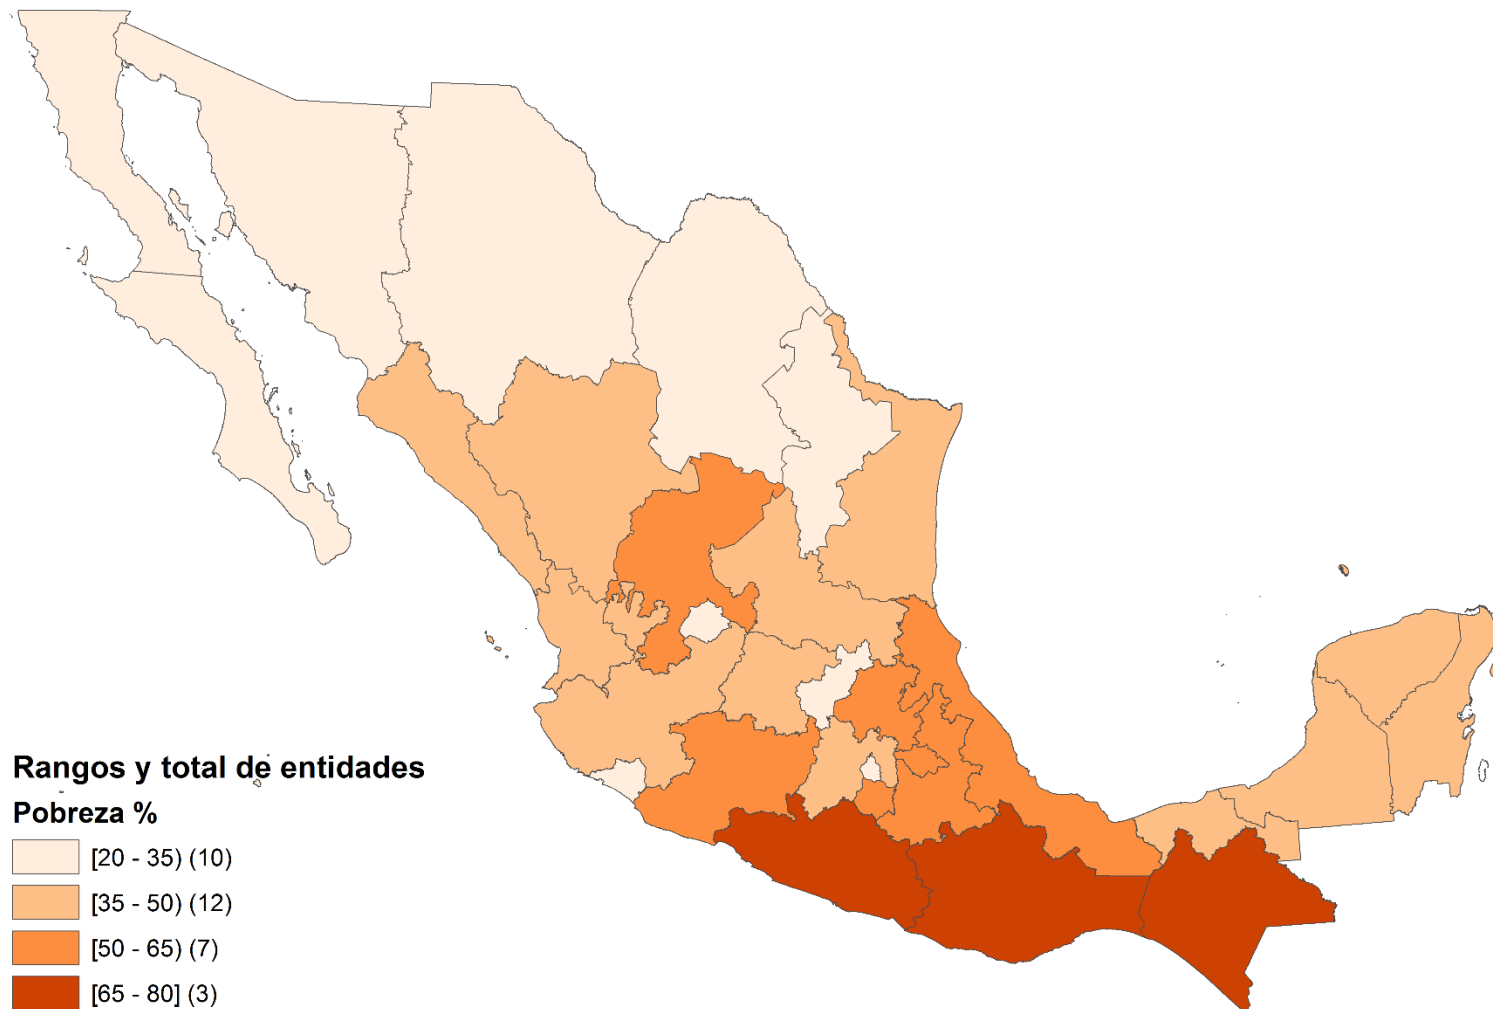 Rangos y total de entidades
Pobreza %
[20 - 35) (10)
[35 - 50) (12)
[50 - 65) (7)
[65 - 80] (3)